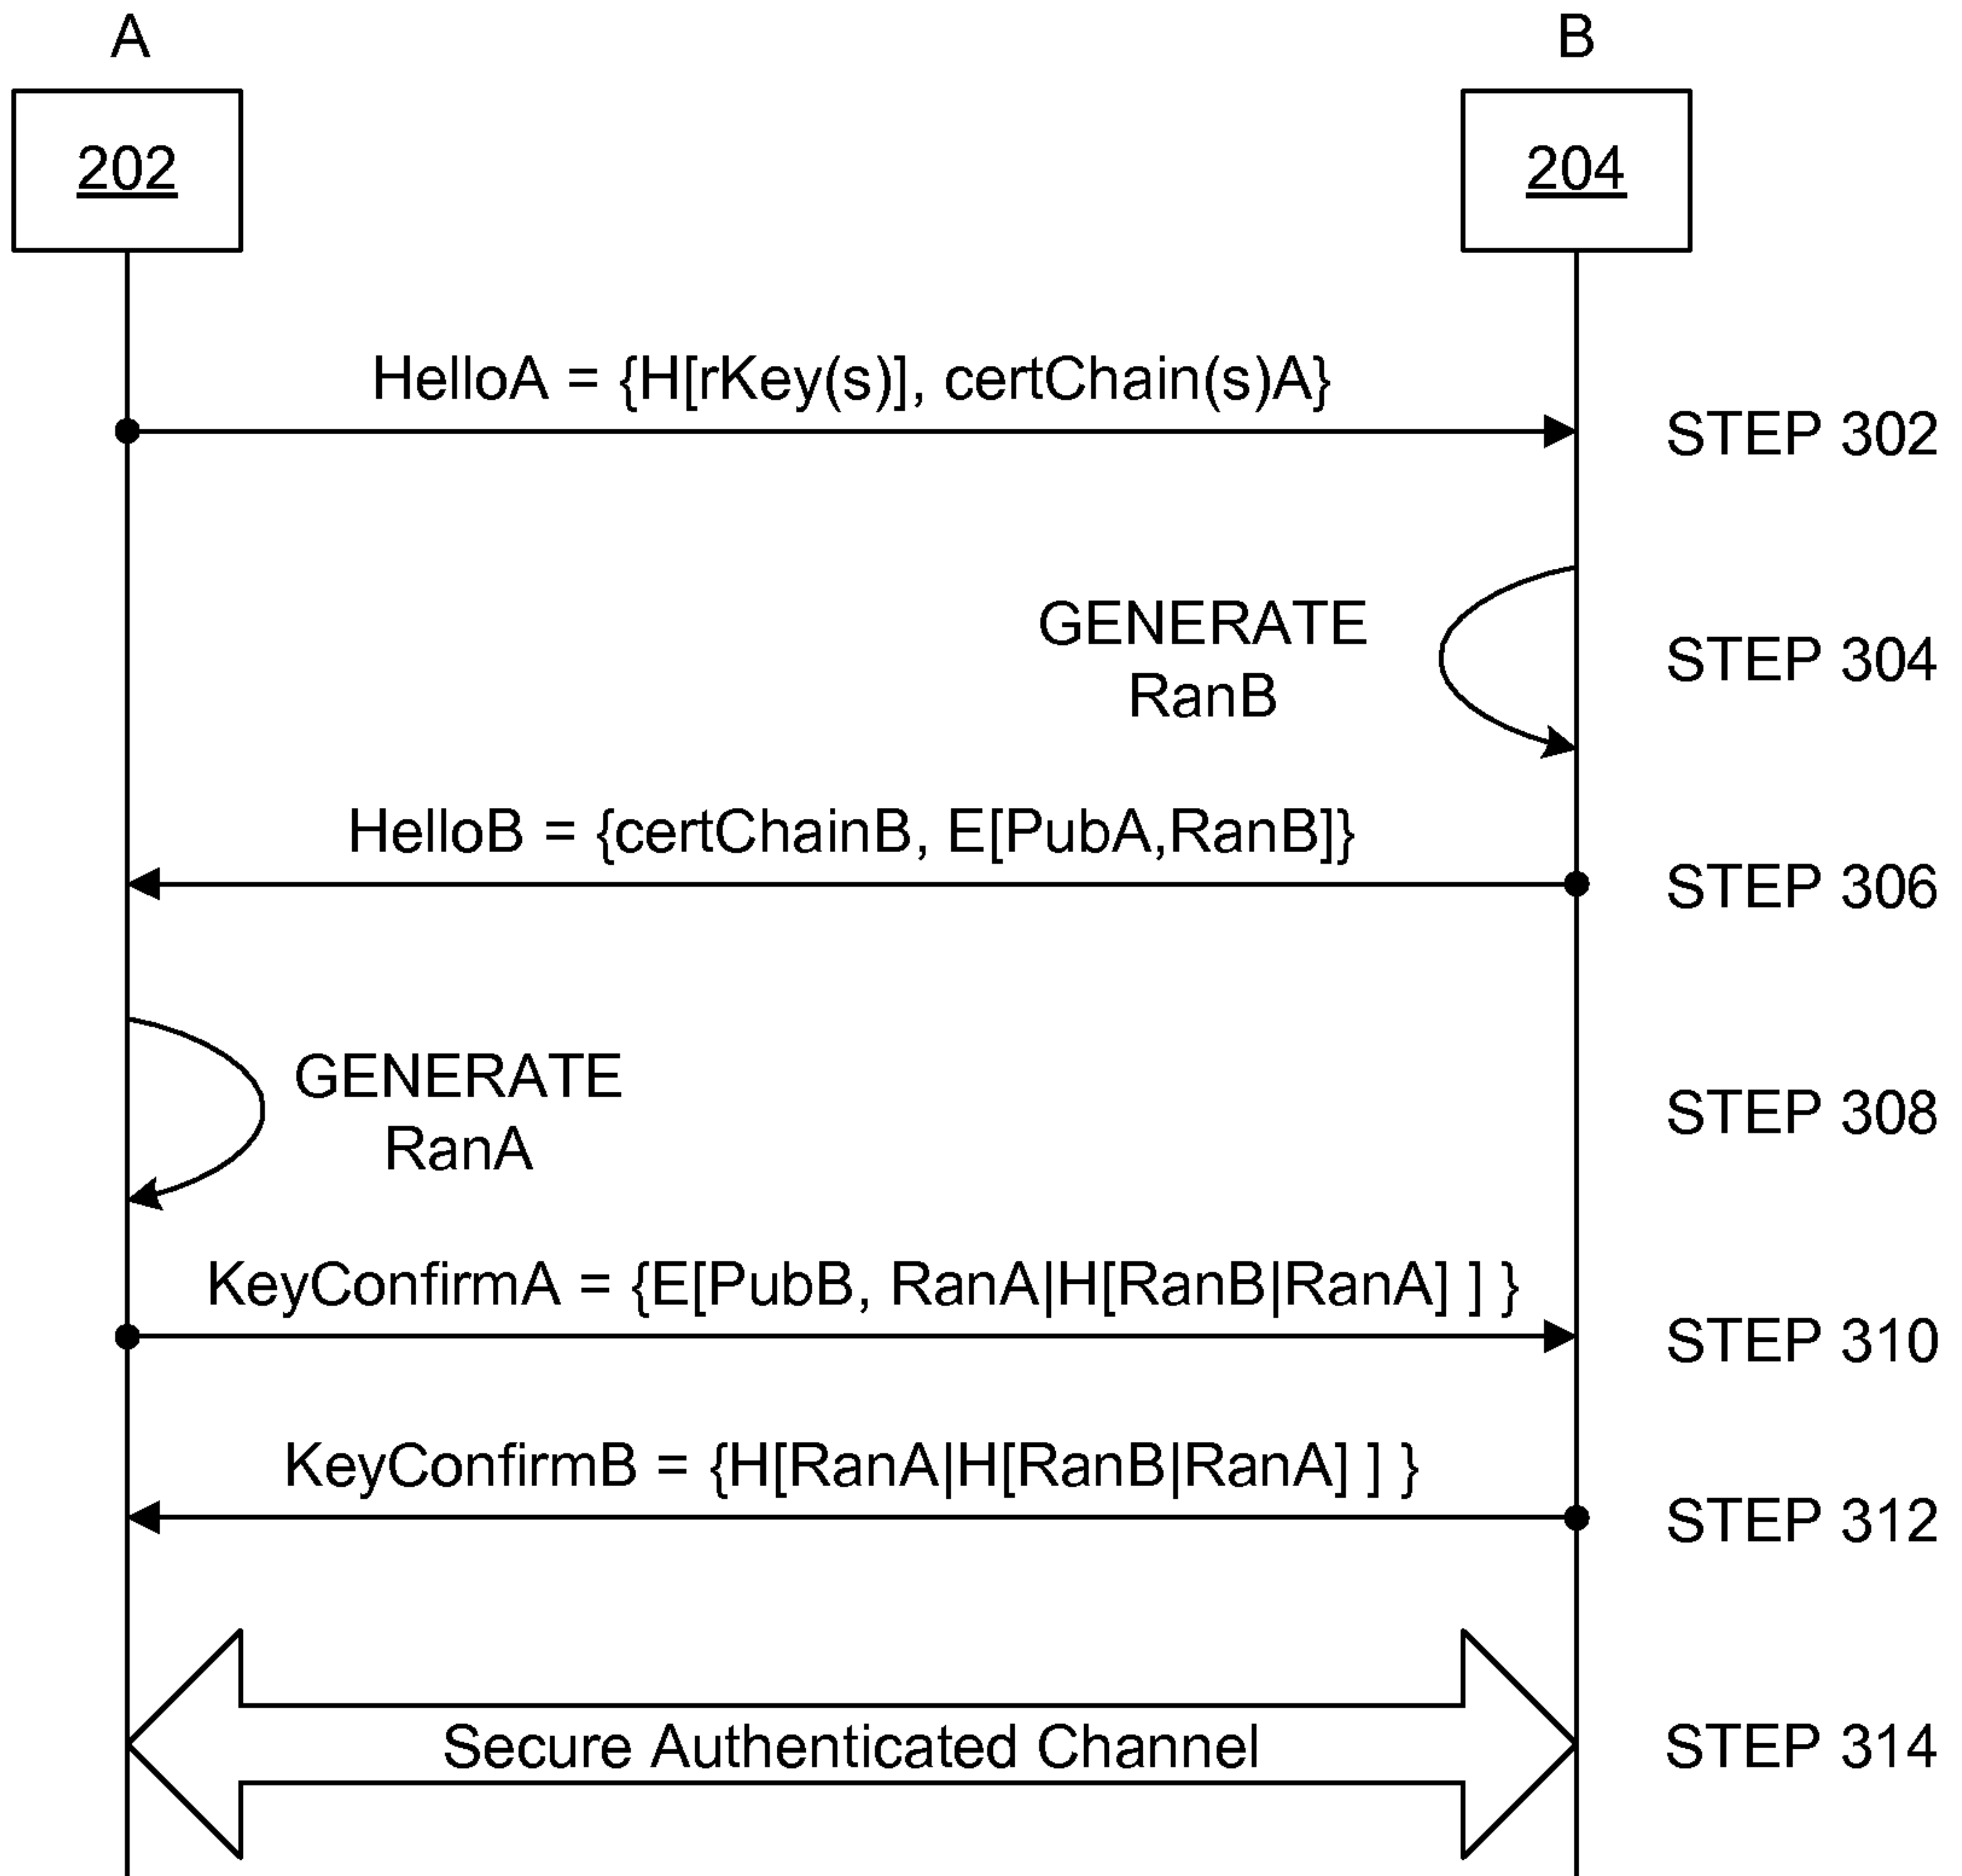 A
B
202
204
HelloA = {H[rKey(s)], certChain(s)A}
STEP 302
GENERATE
RanB
STEP 304
HelloB = {certChainB, E[PubA,RanB]}
STEP 306
GENERATE
RanA
STEP 308
KeyConfirmA = {E[PubB, RanA|H[RanB|RanA] ] }
STEP 310
KeyConfirmB = {H[RanA|H[RanB|RanA] ] }
STEP 312
Secure Authenticated Channel
STEP 314